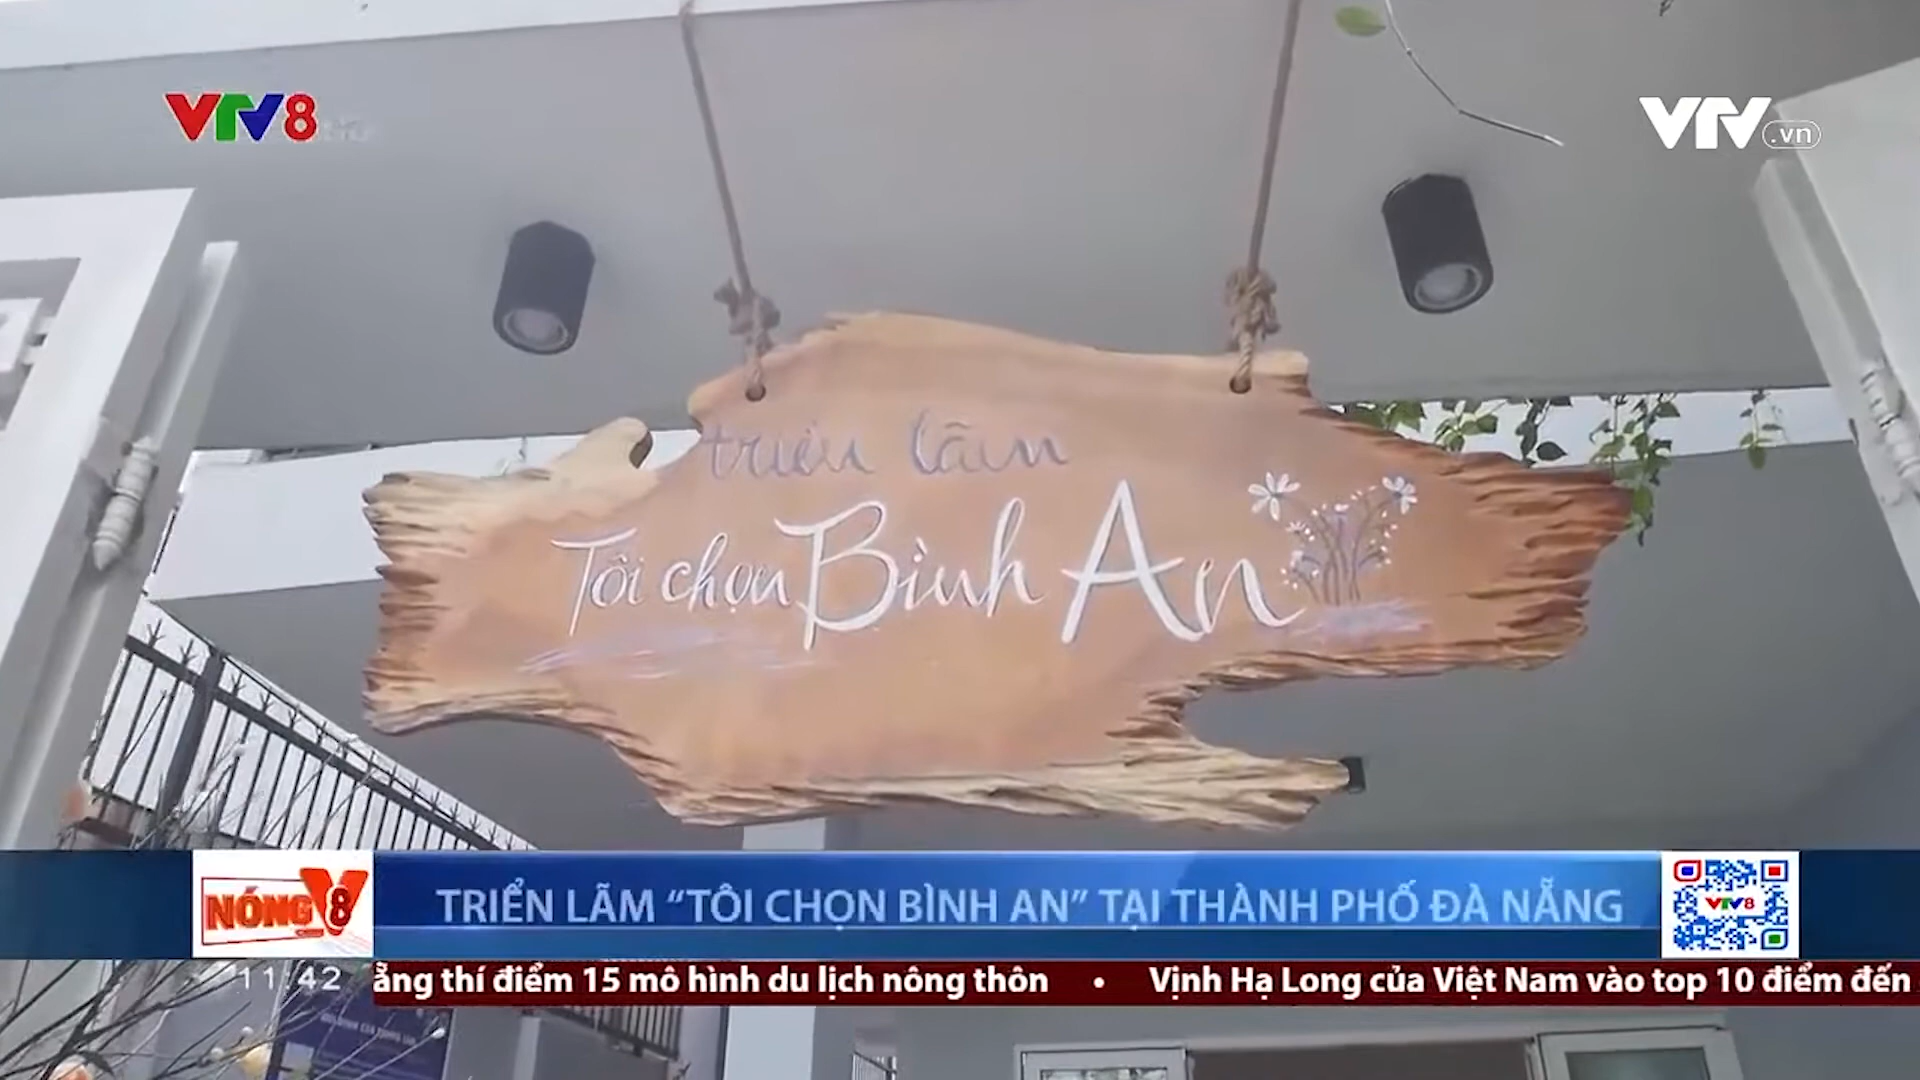 VTV8
VTV.vn
triển lãm
Tôi chọn Bình An
NÓNG V8
TRIỂN LÃM “TÔI CHỌN BÌNH AN” TẠI THÀNH PHỐ ĐÀ NẴNG
VTV8
11:42
ẵng thí điểm 15 mô hình du lịch nông thôn • Vịnh Hạ Long của Việt Nam vào top 10 điểm đến